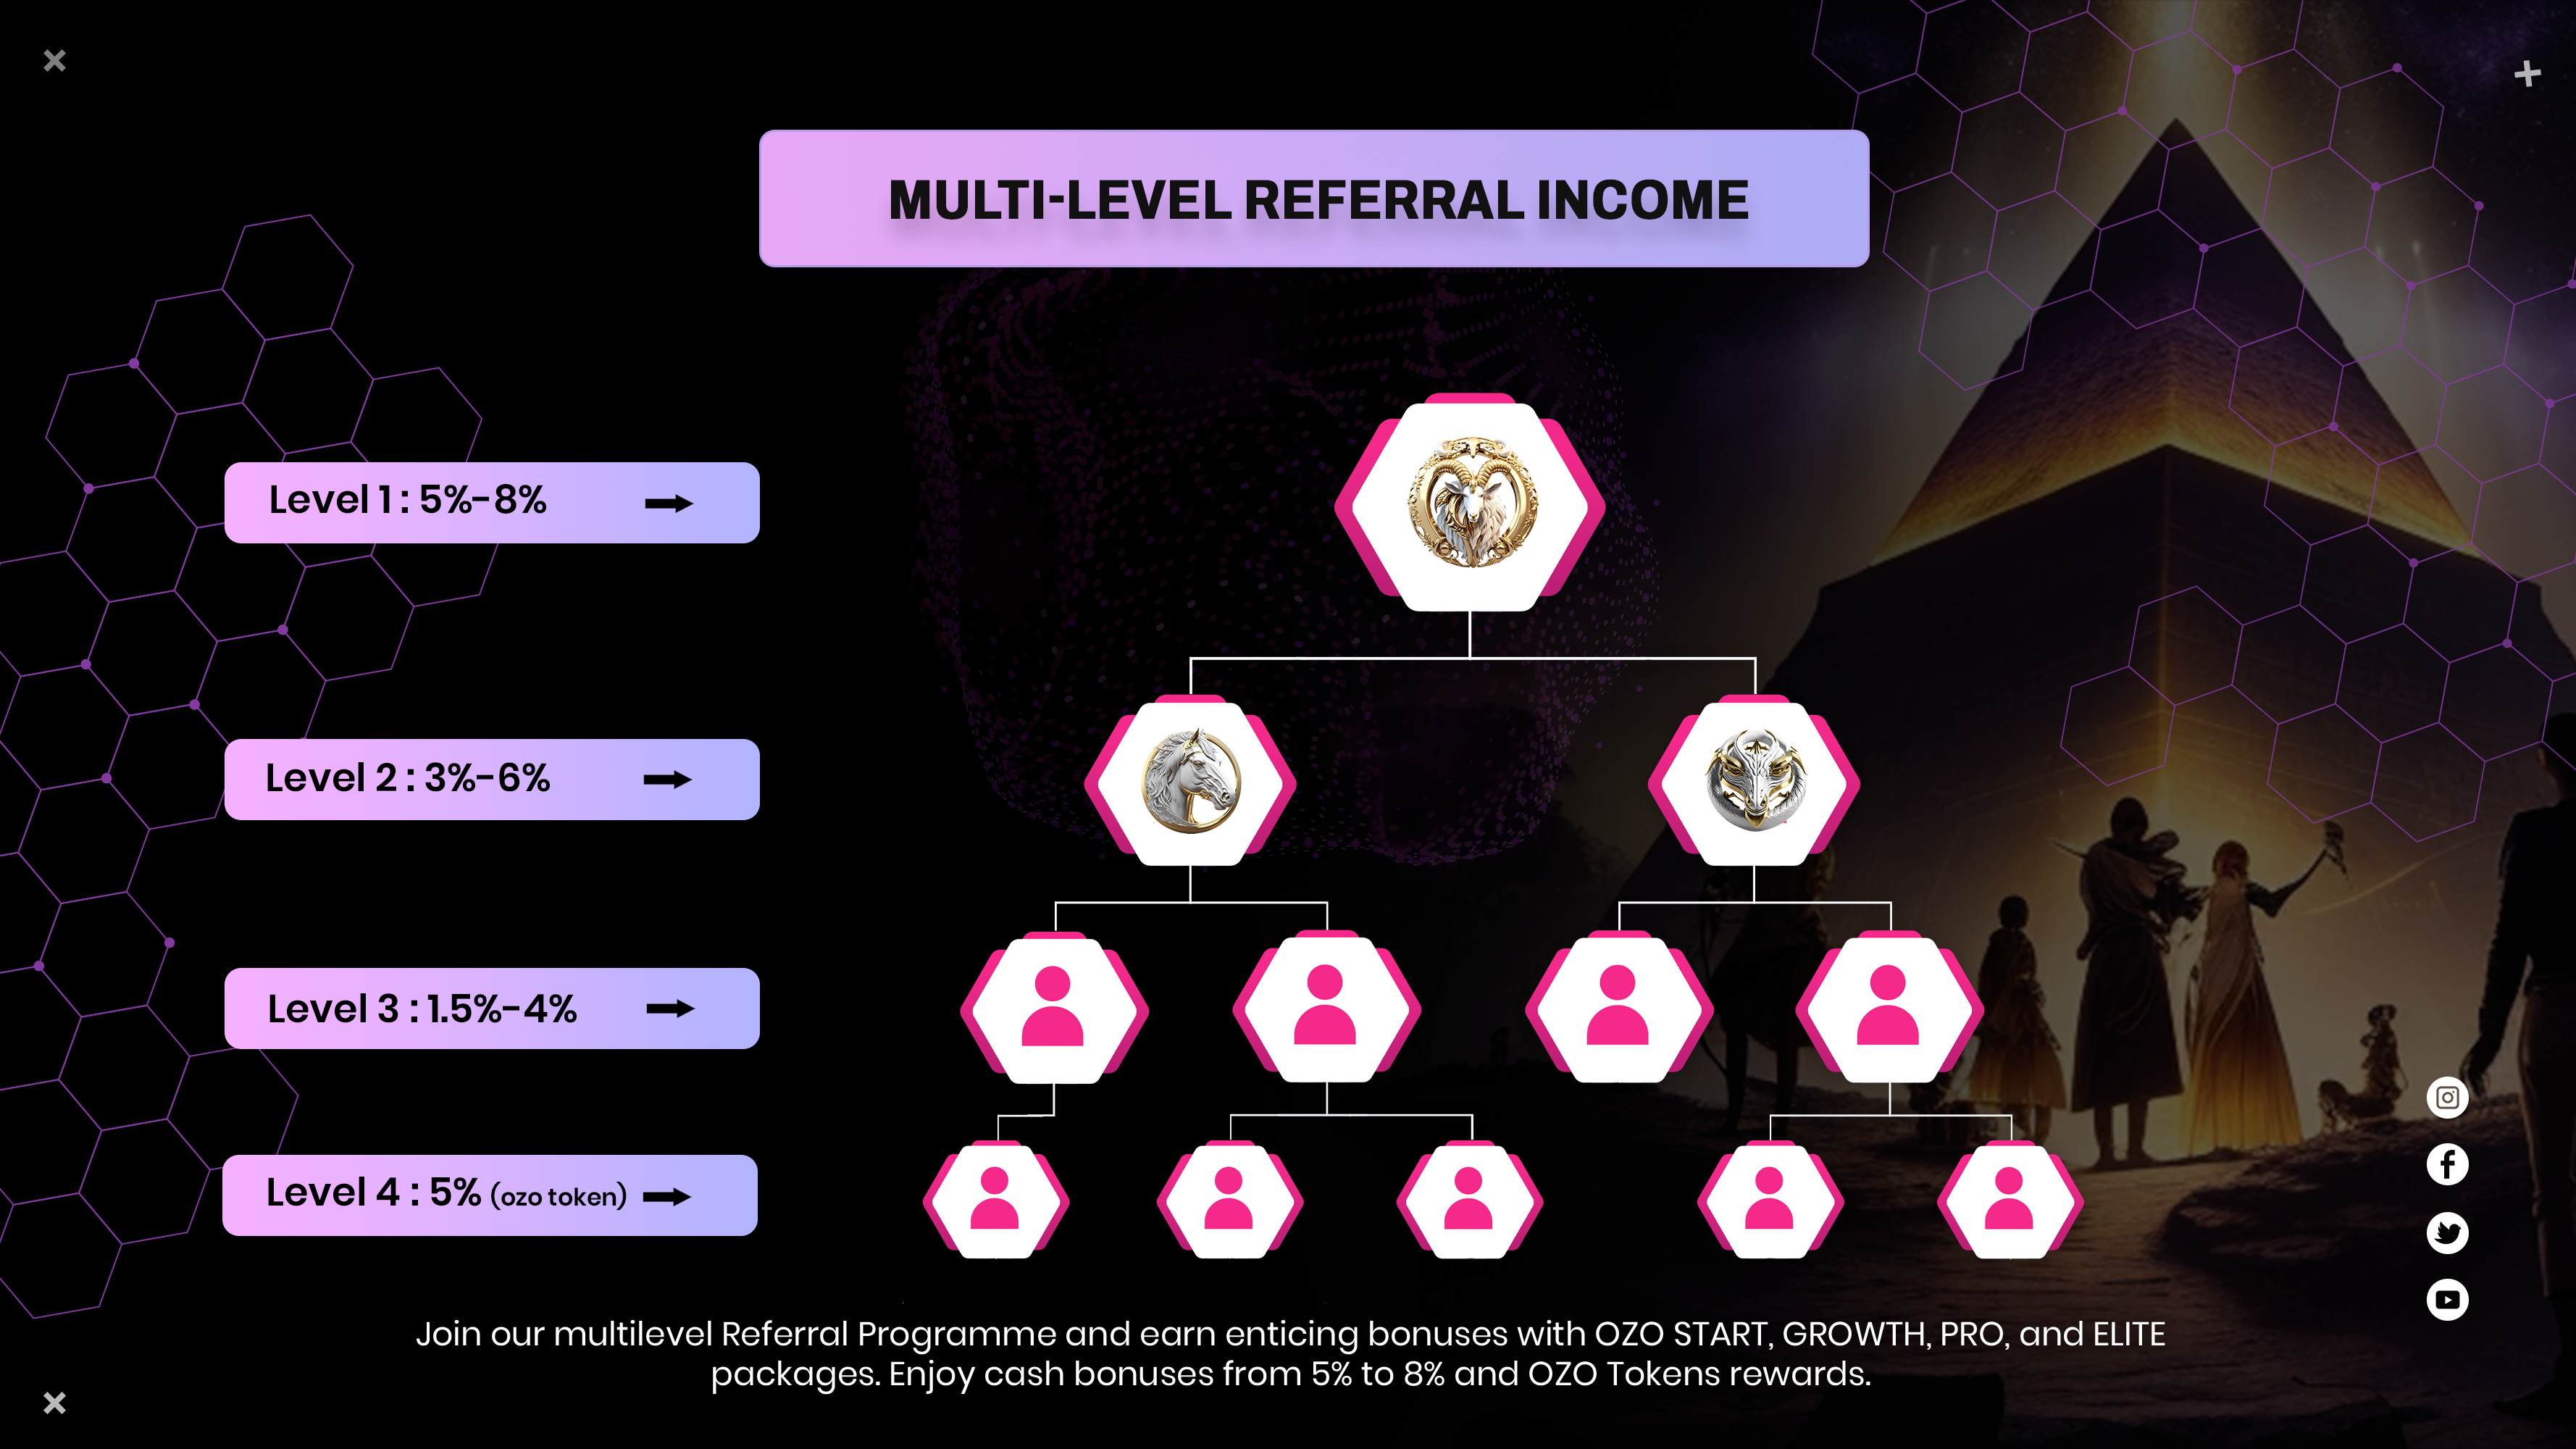 MULTI-LEVEL REFERRAL INCOME
Level 1 : 5%-8%
Level 2 : 3%-6%
Level 3 : 1.5%-4%
Level 4 : 5% (ozo token)
Join our multilevel Referral Programme and earn enticing bonuses with OZO START, GROWTH, PRO, and ELITE
packages. Enjoy cash bonuses from 5% to 8% and OZO Tokens rewards.